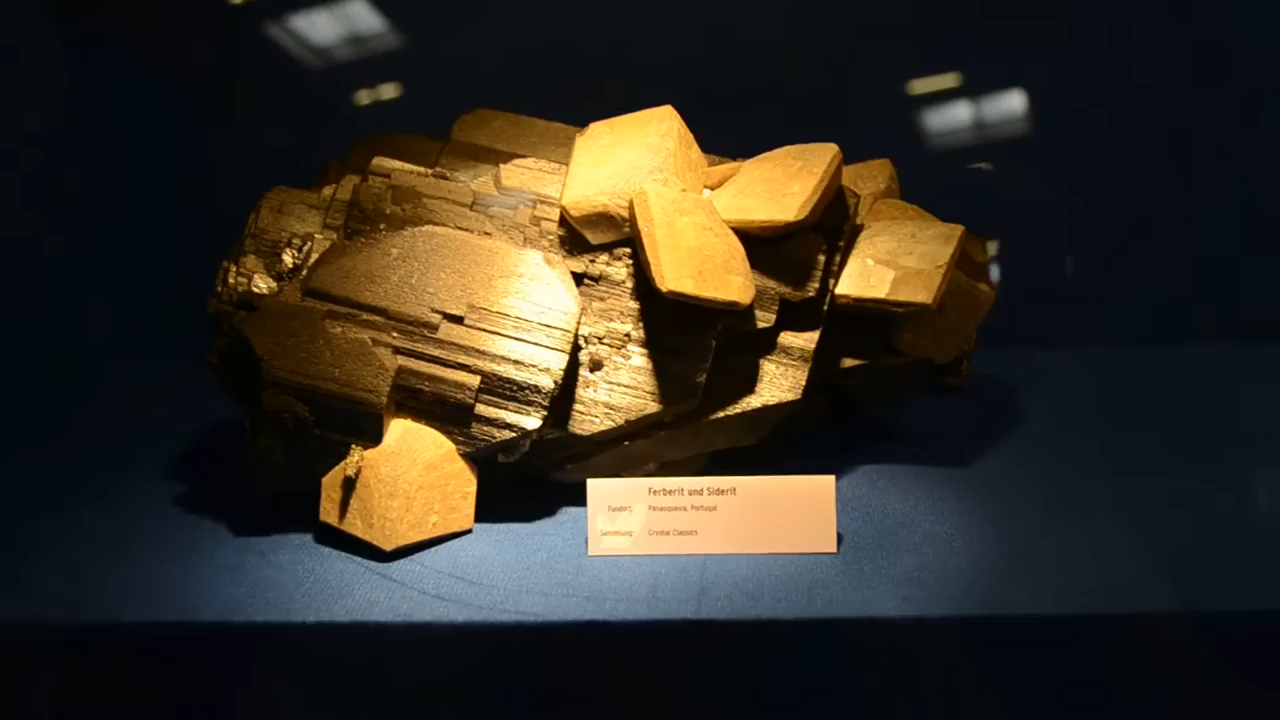 Ferberit und Siderit
Fundort: Panasqueira, Portugal
Sammlung: Crystal Classics